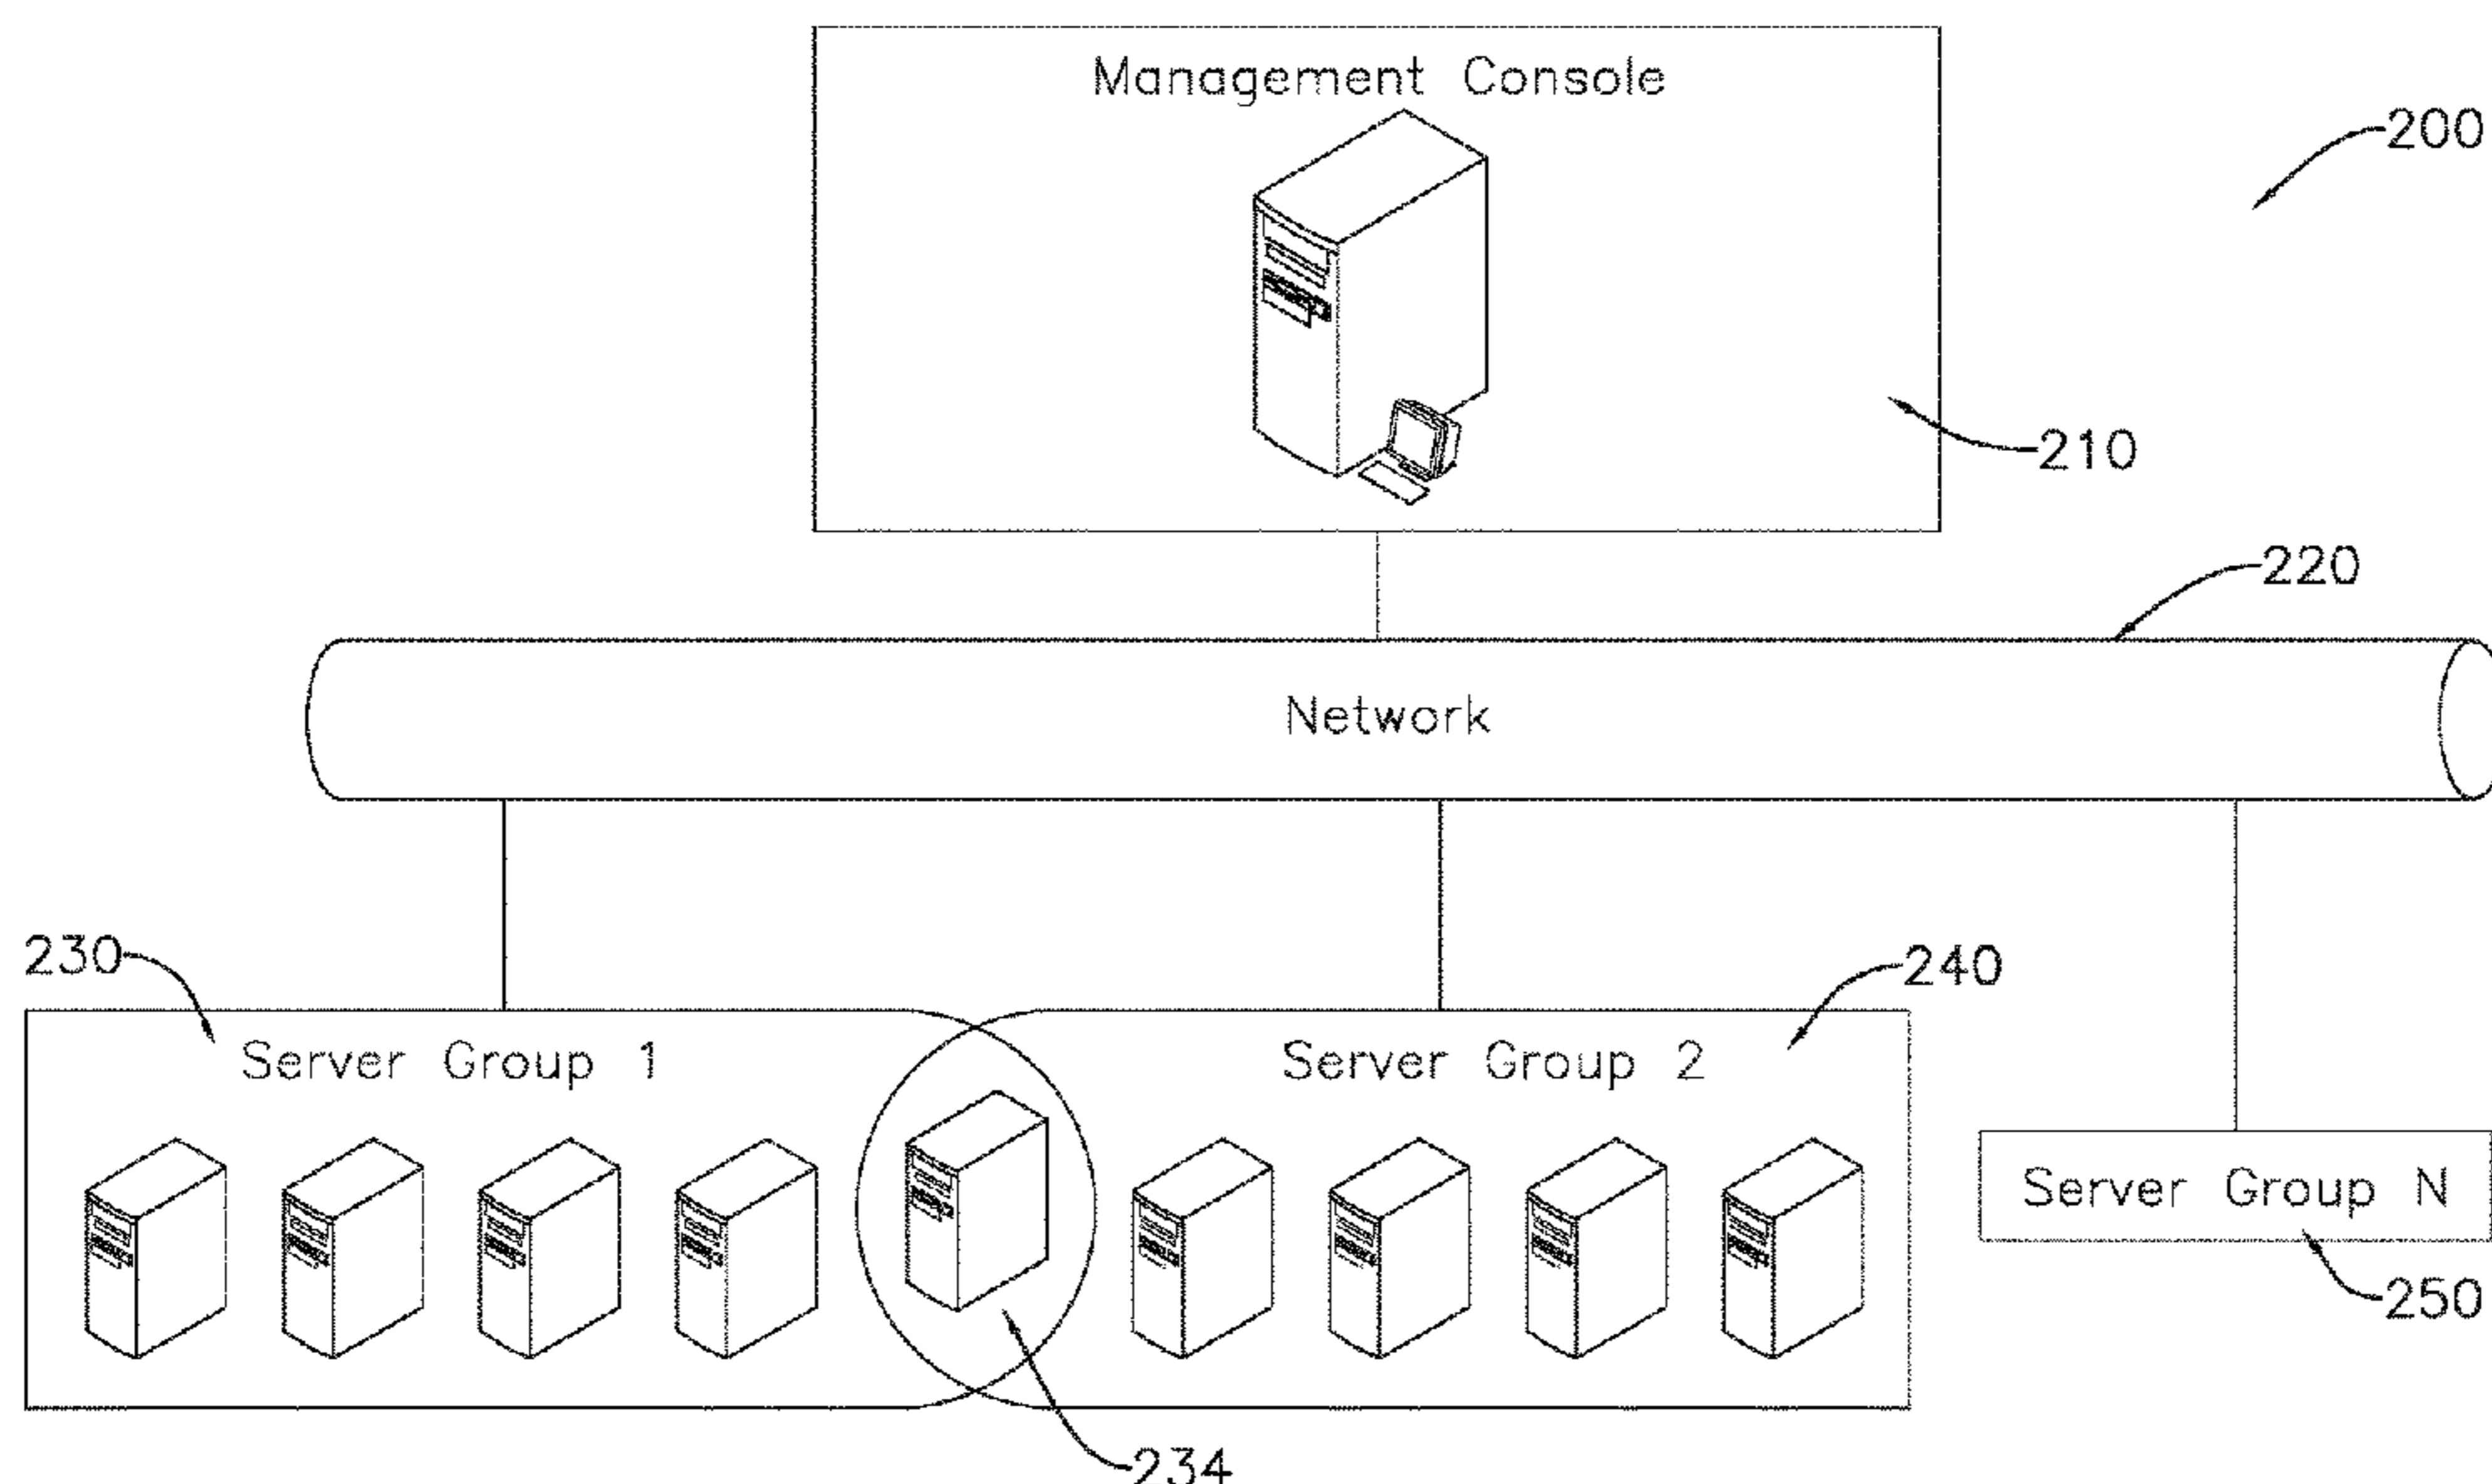 Management Console
200
210
220
Network
230
240
Server Group 1
Server Group 2
Server Group N
250
234